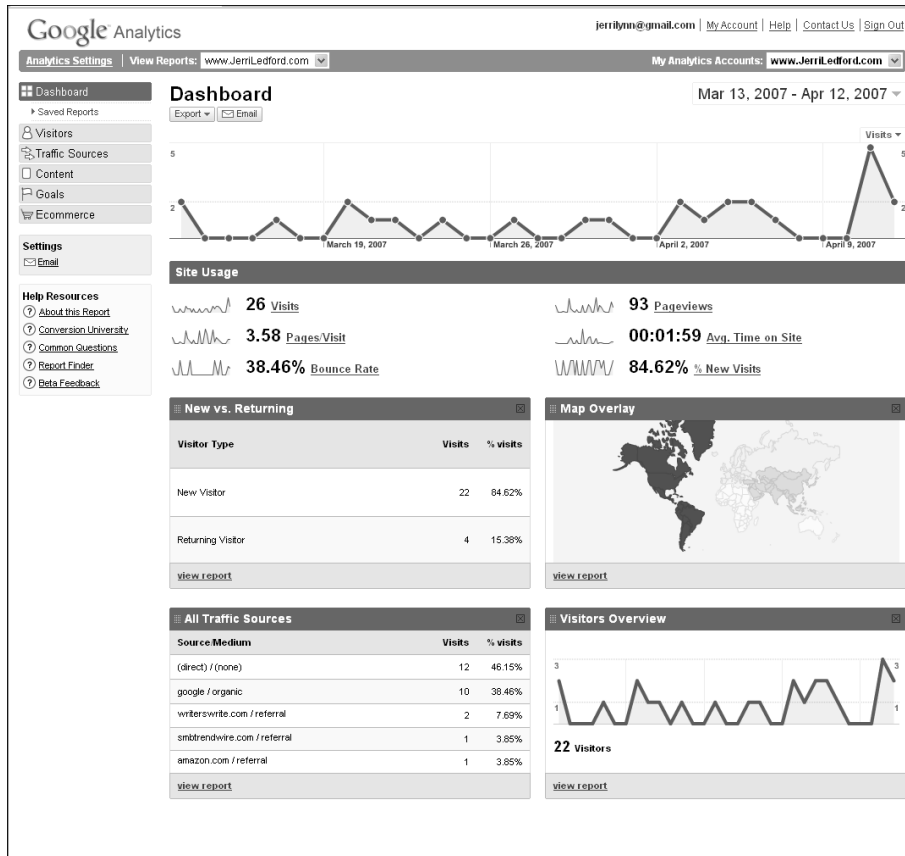 Google Analytics
jerrilynn@gmail.com | My Account | Help | Contact Us | Sign Out
Analytics Settings | View Reports: www.JerriLedford.com
My Analytics Accounts: www.JerriLedford.com
Dashboard
Saved Reports
Visitors
Traffic Sources
Content
Goals
Ecommerce
Settings
Email
Help Resources
About this Report
Conversion University
Common Questions
Report Finder
Beta Feedback
Dashboard
Mar 13, 2007 - Apr 12, 2007
Export Email
Visits
5 5
2 2
March 19, 2007 March 26, 2007 April 2, 2007 April 9, 2007
Site Usage
26 Visits
93 Pageviews
3.58 Pages/Visit
00:01:59 Avg. Time on Site
38.46% Bounce Rate
84.62% % New Visits
New vs. Returning
Visitor Type Visits % visits
New Visitor 22 84.62%
Returning Visitor 4 15.38%
view report
Map Overlay
view report
All Traffic Sources
Source/Medium Visits % visits
(direct) / (none) 12 46.15%
google / organic 10 38.46%
writerswrite.com / referral 2 7.69%
smbtrendwire.com / referral 1 3.85%
amazon.com / referral 1 3.85%
view report
Visitors Overview
3 3
1 1
22 Visitors
view report